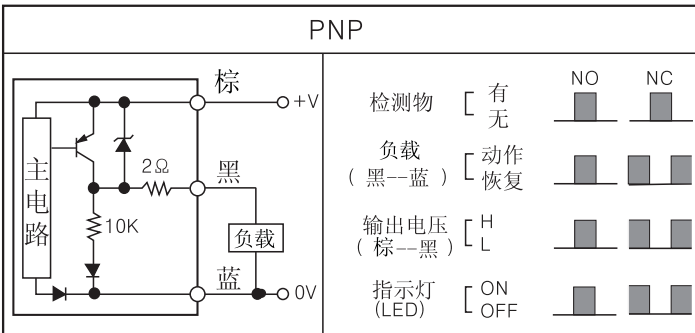 PNP
棕
+V
主电路
2Ω
黑
10K
负载
蓝
0V
NO NC
检测物 有
无
负载 动作
(黑--蓝) 恢复
输出电压 H
(棕--黑) L
指示灯 ON
(LED) OFF